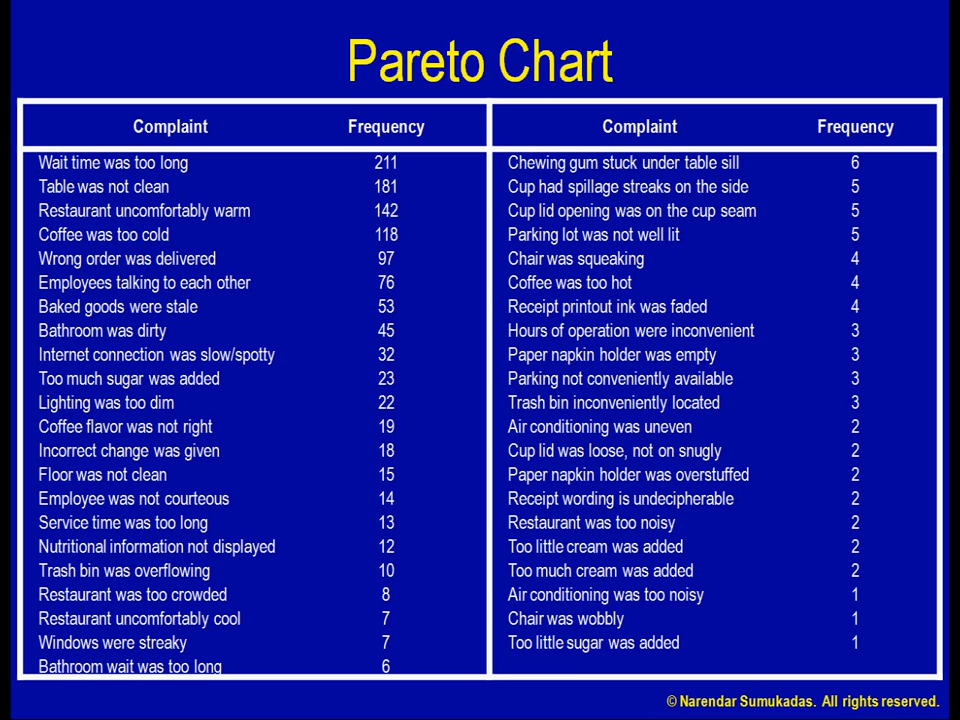 Pareto Chart
Complaint Frequency Complaint Frequency
Wait time was too long 211 Chewing gum stuck under table sill 6
Table was not clean 181 Cup had spillage streaks on the side 5
Restaurant uncomfortably warm 142 Cup lid opening was on the cup seam 5
Coffee was too cold 118 Parking lot was not well lit 5
Wrong order was delivered 97 Chair was squeaking 4
Employees talking to each other 76 Coffee was too hot 4
Baked goods were stale 53 Receipt printout ink was faded 4
Bathroom was dirty 45 Hours of operation were inconvenient 3
Internet connection was slow/spotty 32 Paper napkin holder was empty 3
Too much sugar was added 23 Parking not conveniently available 3
Lighting was too dim 22 Trash bin inconveniently located 3
Coffee flavor was not right 19 Air conditioning was uneven 2
Incorrect change was given 18 Cup lid was loose, not on snugly 2
Floor was not clean 15 Paper napkin holder was overstuffed 2
Employee was not courteous 14 Receipt wording is undecipherable 2
Service time was too long 13 Restaurant was too noisy 2
Nutritional information not displayed 12 Too little cream was added 2
Trash bin was overflowing 10 Too much cream was added 2
Restaurant was too crowded 8 Air conditioning was too noisy 1
Restaurant uncomfortably cool 7 Chair was wobbly 1
Windows were streaky 7 Too little sugar was added 1
Bathroom wait was too long 6
© Narendar Sumukadas. All rights reserved.